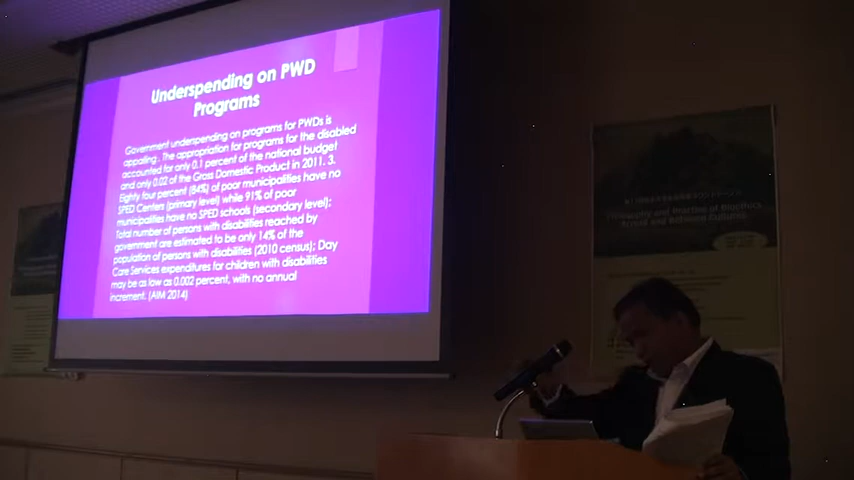 Underspending on PWD
Programs
Government underspending on programs for PWDs is
appalling . The appropriation for programs for the disabled
accounted for only 0.1 percent of the national budget
and only 0.02 of the Gross Domestic Product in 2011. 3.
Eighty four percent (84%) of poor municipalities have no
SPED Centers (primary level) while 91% of poor
municipalities have no SPED schools (secondary level);
Total number of persons with disabilities reached by
government are estimated to be only 14% of the
population of persons with disabilities (2010 census); Day
Care Services expenditures for children with disabilities
may be as low as 0.002 percent, with no annual
increment. (AIM 2014)
and Practice of Bioethics